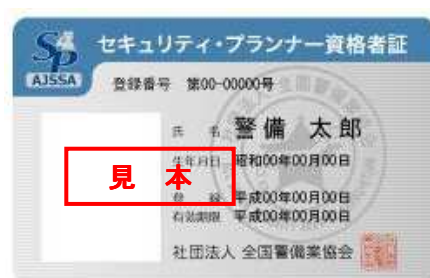 SP
AJSSA
セキュリティ・プランナー資格者証
登録番号 第00-00000号
氏 名 警備 太郎
生年月日 昭和00年00月00日
見 本
登 録 平成00年00月00日
有効期限 平成00年00月00日
社団法人 全国警備業協会